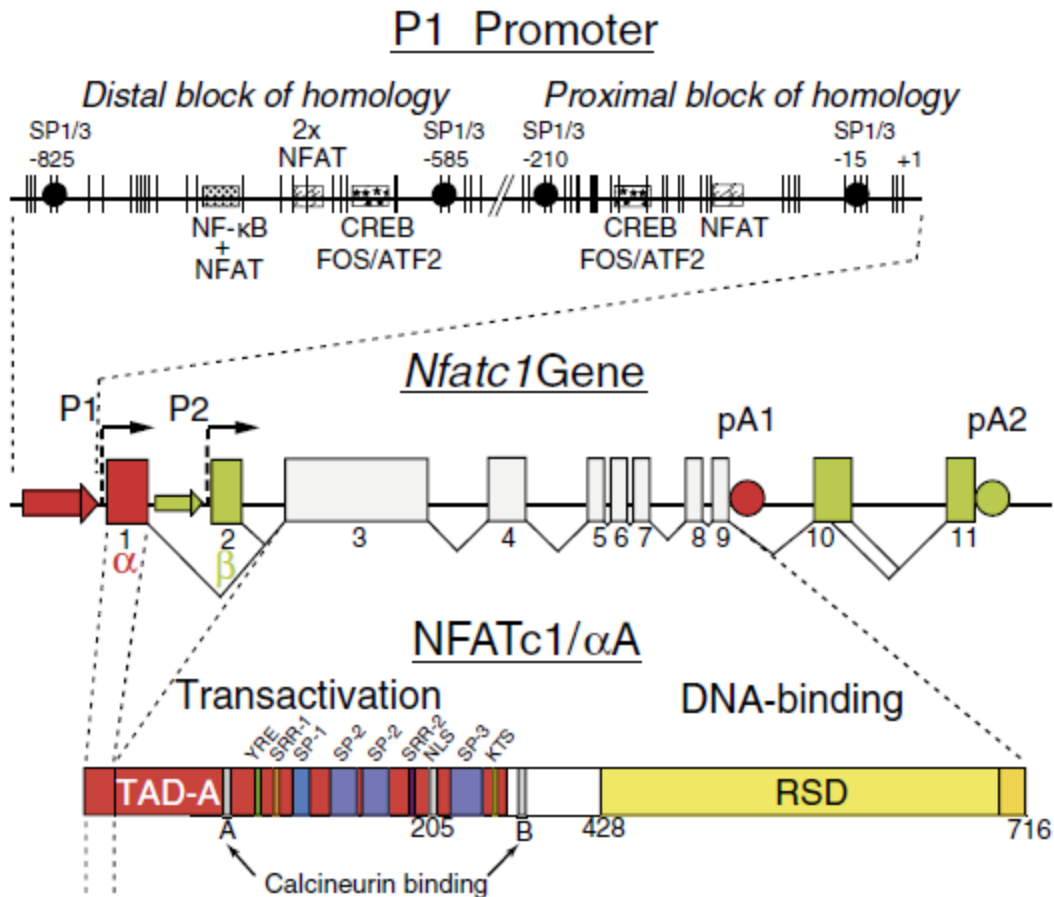 P1 Promoter
Distal block of homology Proximal block of homology
SP1/3 2x SP1/3 SP1/3 SP1/3
-825 NFAT -585 -210 -15 +1
NF-κB CREB CREB NFAT
+ FOS/ATF2 FOS/ATF2
NFAT
Nfatc1Gene
P1 P2 pA1 pA2
1 2 3 4 5 6 7 8 9 10 11
α β
NFATc1/αA
Transactivation DNA-binding
YRE SRR-1 SP-1 SP-2 SP-2 SRR-2 NLS SP-3 KTS
TAD-A RSD
A 205 B 428 716
Calcineurin binding